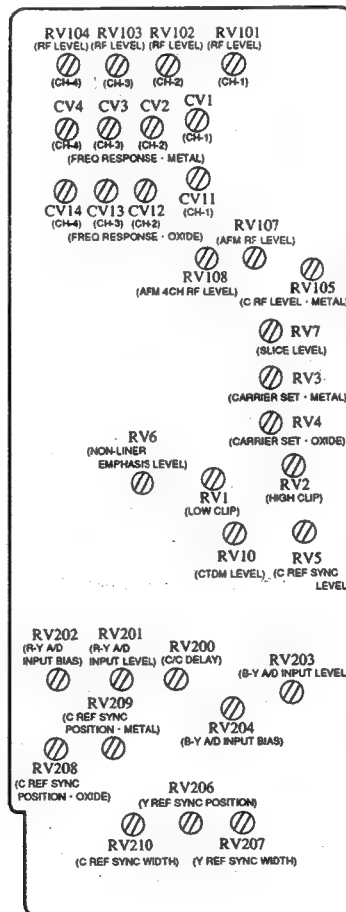 RV104 RV103 RV102 RV101
(RF LEVEL) (RF LEVEL) (RF LEVEL) (RF LEVEL)
(CH-4) (CH-3) (CH-2) (CH-1)
CV4 CV3 CV2 CV1
(CH-4) (CH-3) (CH-2) (CH-1)
(FREQ RESPONSE · METAL)
CV14 CV13 CV12 CV11
(CH-4) (CH-3) (CH-2) (CH-1)
(FREQ RESPONSE · OXIDE)
RV107
(AFM RF LEVEL)
RV108
(AFM 4CH RF LEVEL)
RV105
(C RF LEVEL · METAL)
RV7
(SLICE LEVEL)
RV3
(CARRIER SET · METAL)
RV4
(CARRIER SET · OXIDE)
RV6
(NON-LINER
EMPHASIS LEVEL)
RV1
(LOW CLIP)
RV2
(HIGH CLIP)
RV10
(CTDM LEVEL)
RV5
(C REF SYNC
LEVEL
RV202
(R-Y A/D
INPUT BIAS)
RV201
(R-Y A/D
INPUT LEVEL)
RV200
(C/C DELAY)
RV203
(B-Y A/D INPUT LEVEL
RV209
(C REF SYNC
POSITION · METAL)
RV204
(B-Y A/D INPUT BIAS)
RV208
(C REF SYNC
POSITION · OXIDE)
RV206
(Y REF SYNC POSITION)
RV210
(C REF SYNC WIDTH)
RV207
(Y REF SYNC WIDTH)